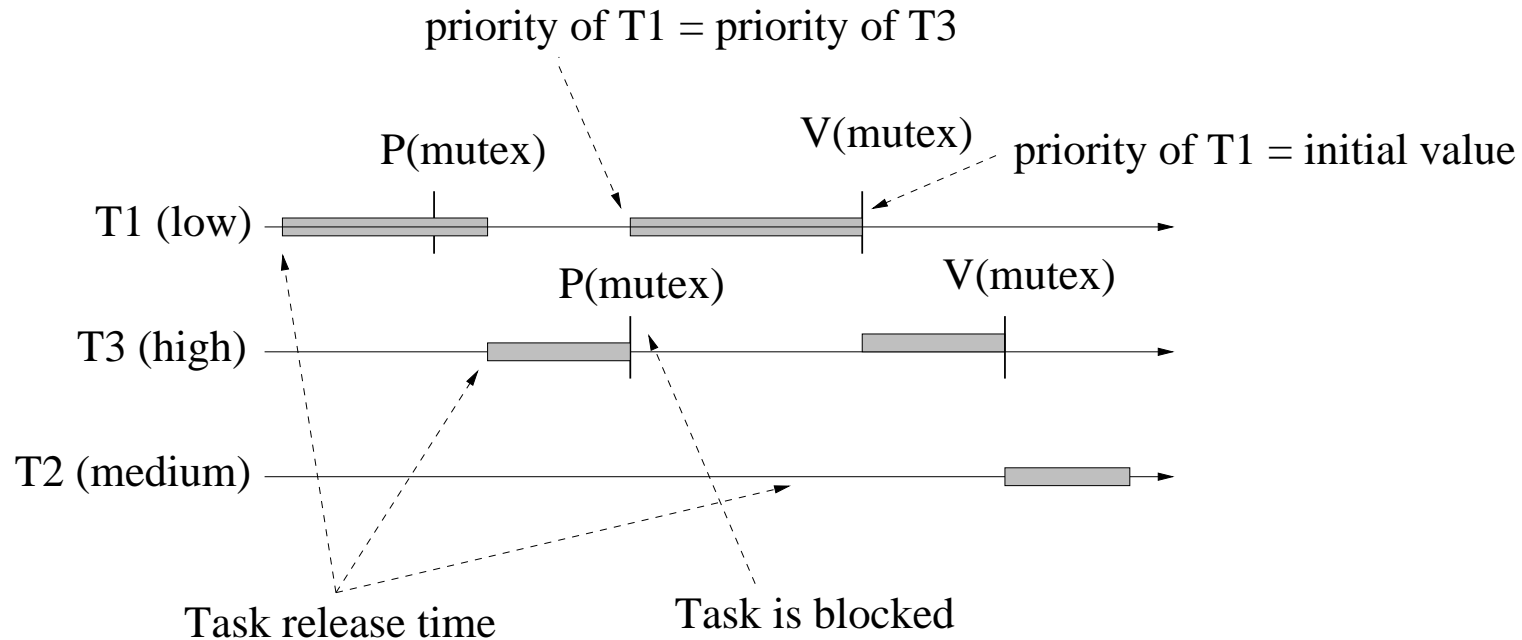 priority of T1 = priority of T3
P(mutex)
V(mutex)
priority of T1 = initial value
T1 (low)
P(mutex)
V(mutex)
T3 (high)
T2 (medium)
Task release time
Task is blocked